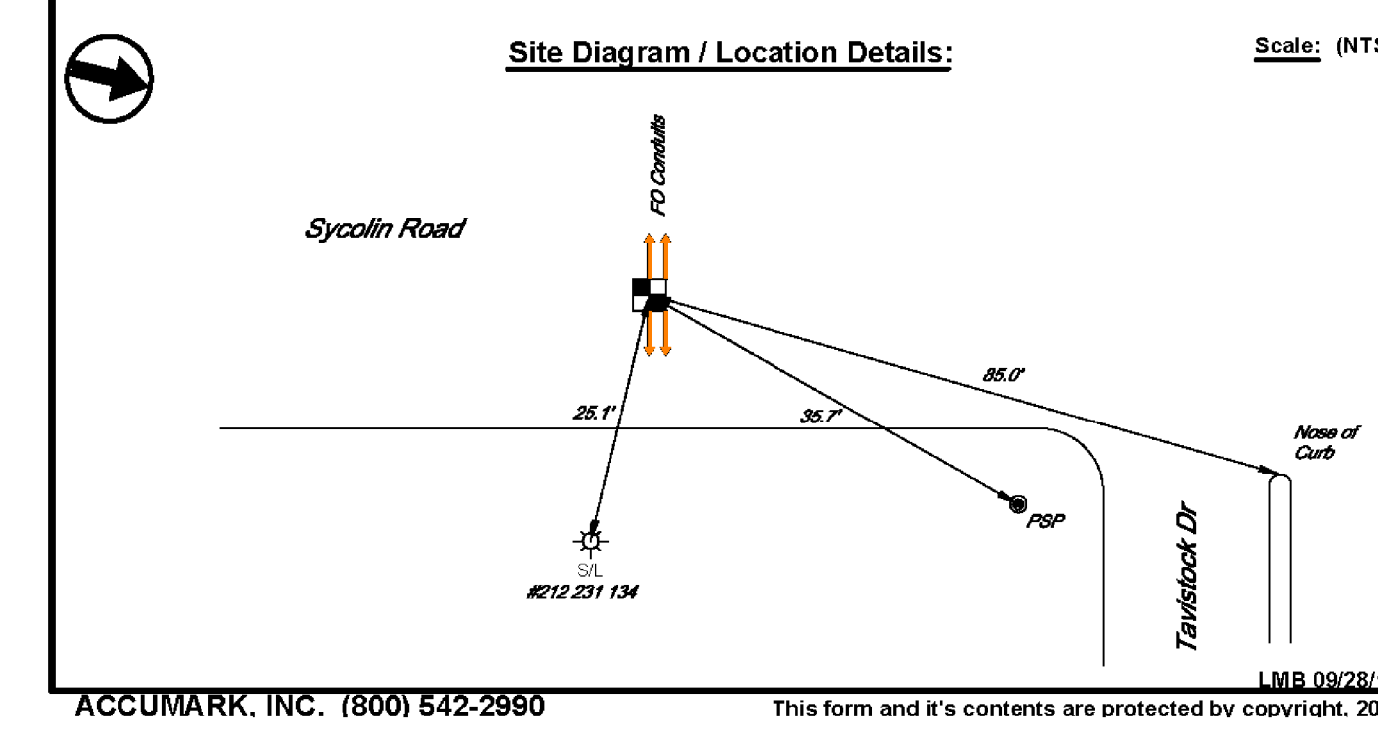 Site Diagram / Location Details:
Scale: (NTS
FO Conduits
Sycolin Road
85.0'
25.1'
35.7'
Nose of
Curb
PSP
Tavistock Dr
S/L
#212 231 134
LMB 09/28/
ACCUMARK, INC. (800) 542-2990
This form and it's contents are protected by copyright, 20